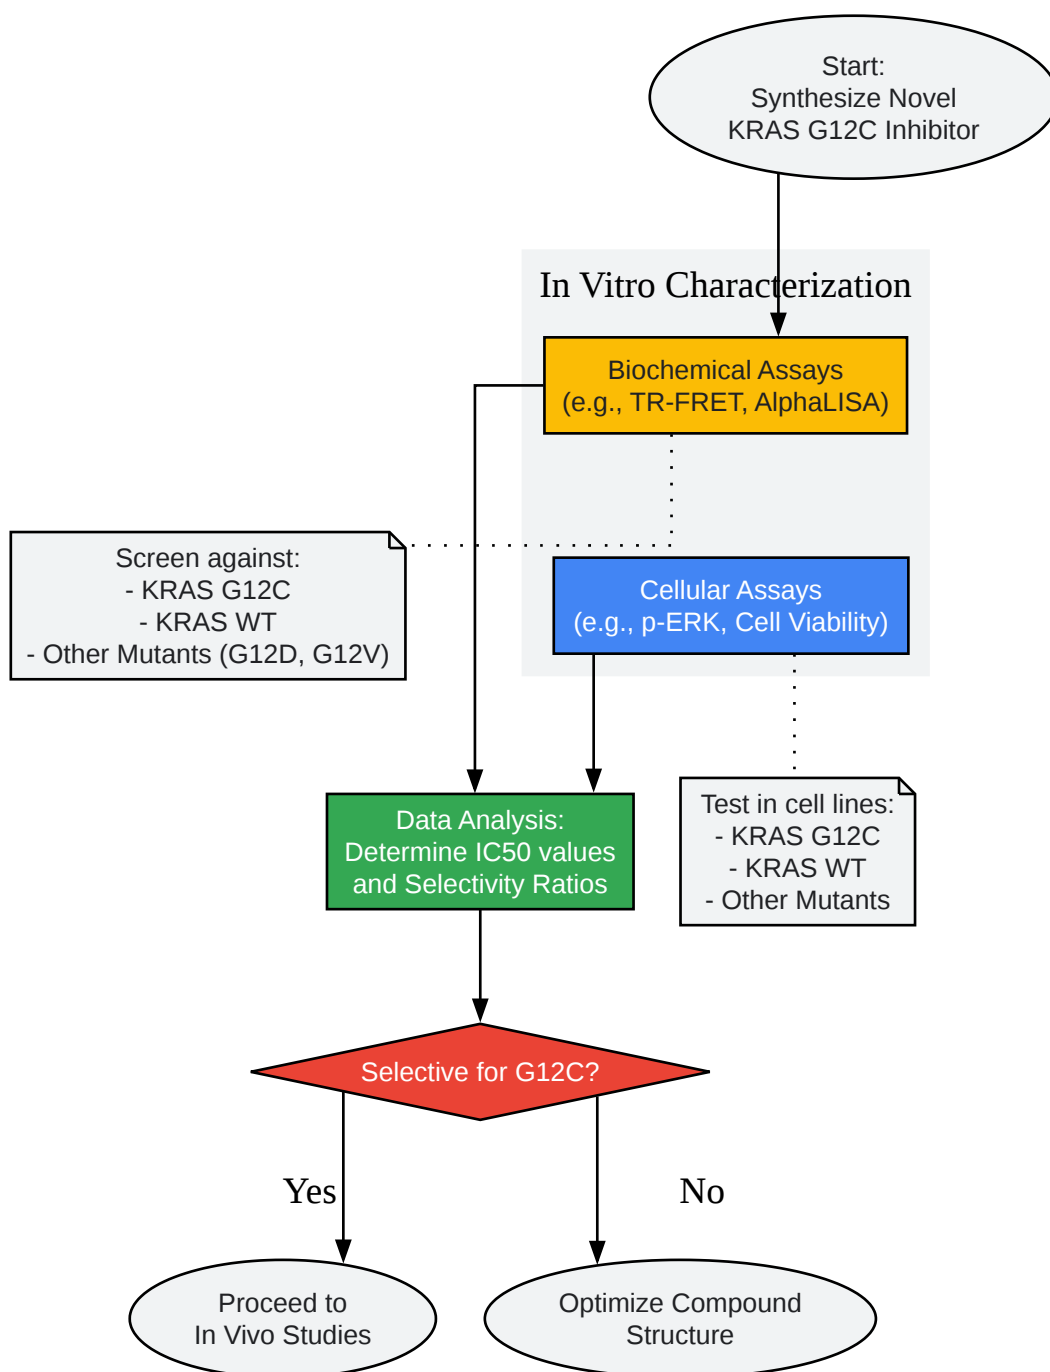 Start:
Synthesize Novel
KRAS G12C Inhibitor
In Vitro Characterization
Biochemical Assays
(e.g., TR-FRET, AlphaLISA)
Screen against:
- KRAS G12C
- KRAS WT
- Other Mutants (G12D, G12V)
Cellular Assays
(e.g., p-ERK, Cell Viability)
Data Analysis:
Determine IC50 values
and Selectivity Ratios
Test in cell lines:
- KRAS G12C
- KRAS WT
- Other Mutants
Selective for G12C?
Yes
No
Proceed to
In Vivo Studies
Optimize Compound
Structure